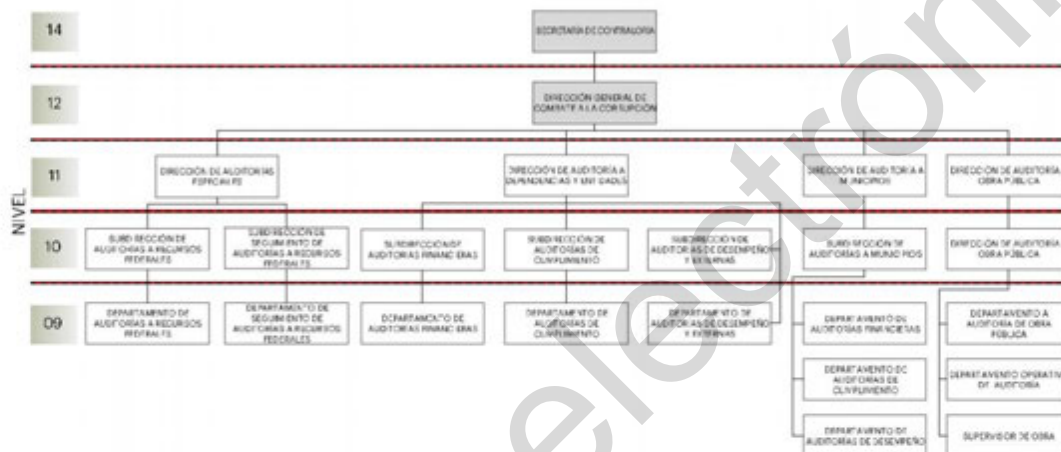 14
SECRETARÍA DE CONTRALORÍA
NIVEL
12
DIRECCIÓN GENERAL DE
COMBATE A LA CORRUPCIÓN
11
DIRECCIÓN DE AUDITORÍAS
ESPECIALES
DIRECCIÓN DE AUDITORÍA A
DEPENDENCIAS Y ENTIDADES
DIRECCIÓN DE AUDITORÍA A
MUNICIPIOS
DIRECCIÓN DE AUDITORÍA
OBRA PÚBLICA
10
SUBDIRECCIÓN DE
AUDITORÍAS A RECURSOS
FEDERALES
SUBDIRECCIÓN DE
SEGUIMIENTO DE
AUDITORÍAS A RECURSOS
FEDERALES
SUBDIRECCIÓN DE
AUDITORÍAS FINANCIERAS
SUBDIRECCIÓN DE
AUDITORÍAS DE
CUMPLIMIENTO
SUBDIRECCIÓN DE
AUDITORÍAS DE DESEMPEÑO
Y EXTERNAS
SUBDIRECCIÓN DE
AUDITORÍAS A MUNICIPIOS
DIRECCIÓN DE AUDITORÍA
OBRA PÚBLICA
09
DEPARTAMENTO DE
AUDITORÍAS A RECURSOS
FEDERALES
DEPARTAMENTO DE
SEGUIMIENTO DE
AUDITORÍAS A RECURSOS
FEDERALES
DEPARTAMENTO DE
AUDITORÍAS FINANCIERAS
DEPARTAMENTO DE
AUDITORÍAS DE
CUMPLIMIENTO
DEPARTAMENTO DE
AUDITORÍAS DE DESEMPEÑO
Y EXTERNAS
DEPARTAMENTO DE
AUDITORÍAS FINANCIERAS
DEPARTAMENTO A
AUDITORÍA DE OBRA
PÚBLICA
DEPARTAMENTO DE
AUDITORÍAS DE
CUMPLIMIENTO
DEPARTAMENTO OPERATIV
DE AUDITORÍA
DEPARTAMENTO DE
AUDITORÍAS DE DESEMPEÑO
SUPERVISOR DE OBRA
electrón